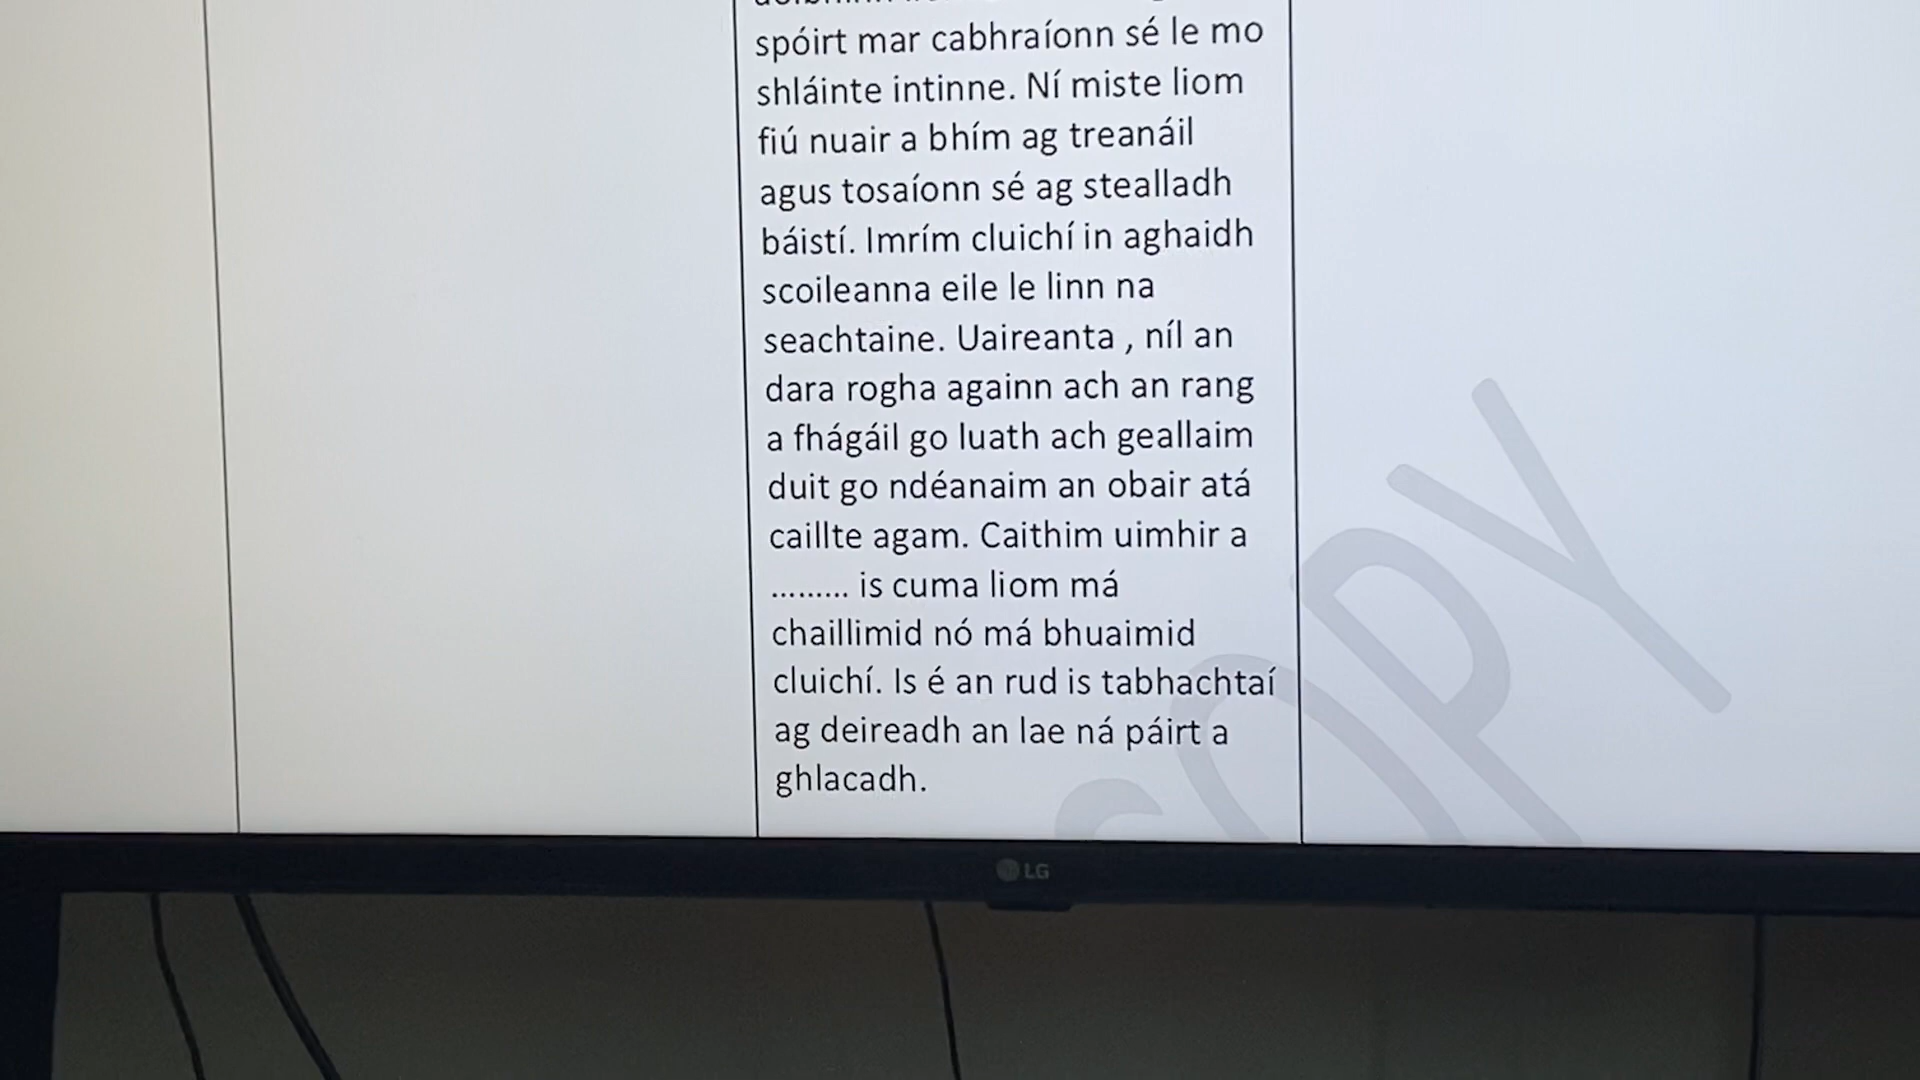 spóirt mar cabhraíonn sé le mo
shláinte intinne. Ní miste liom
fiú nuair a bhím ag treanáil
agus tosaíonn sé ag stealladh
báistí. Imrím cluichí in aghaidh
scoileanna eile le linn na
seachtaine. Uaireanta , níl an
dara rogha againn ach an rang
a fhágáil go luath ach geallaim
duit go ndéanaim an obair atá
caillte agam. Caithim uimhir a
......... is cuma liom má
chaillimid nó má bhuaimid
cluichí. Is é an rud is tabhachtaí
ag deireadh an lae ná páirt a
ghlacadh.
COPY
LG